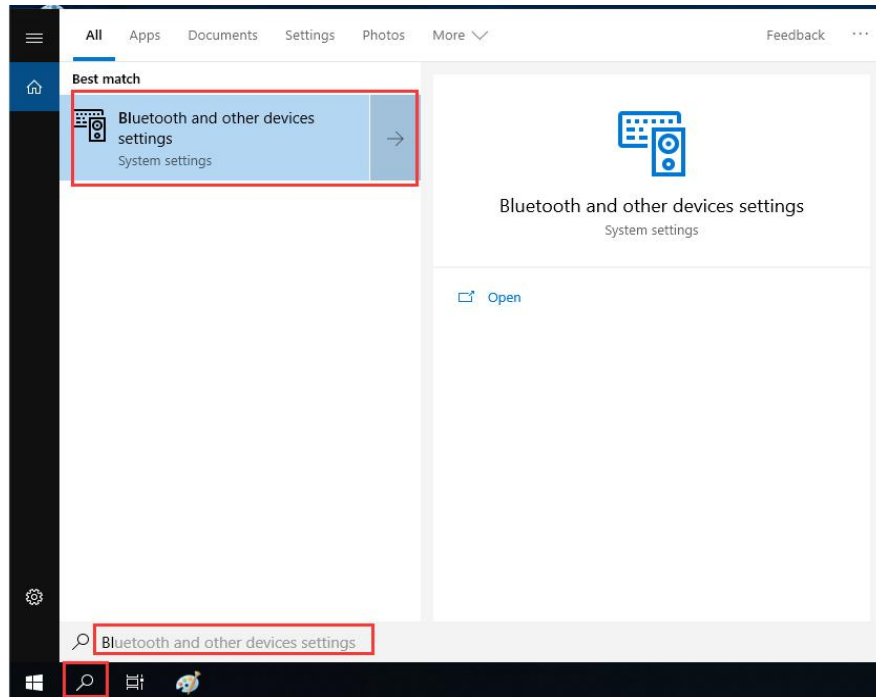 All Apps Documents Settings Photos More Feedback ...
Best match
Bluetooth and other devices
settings
System settings
Bluetooth and other devices settings
System settings
Open
Bluetooth and other devices settings